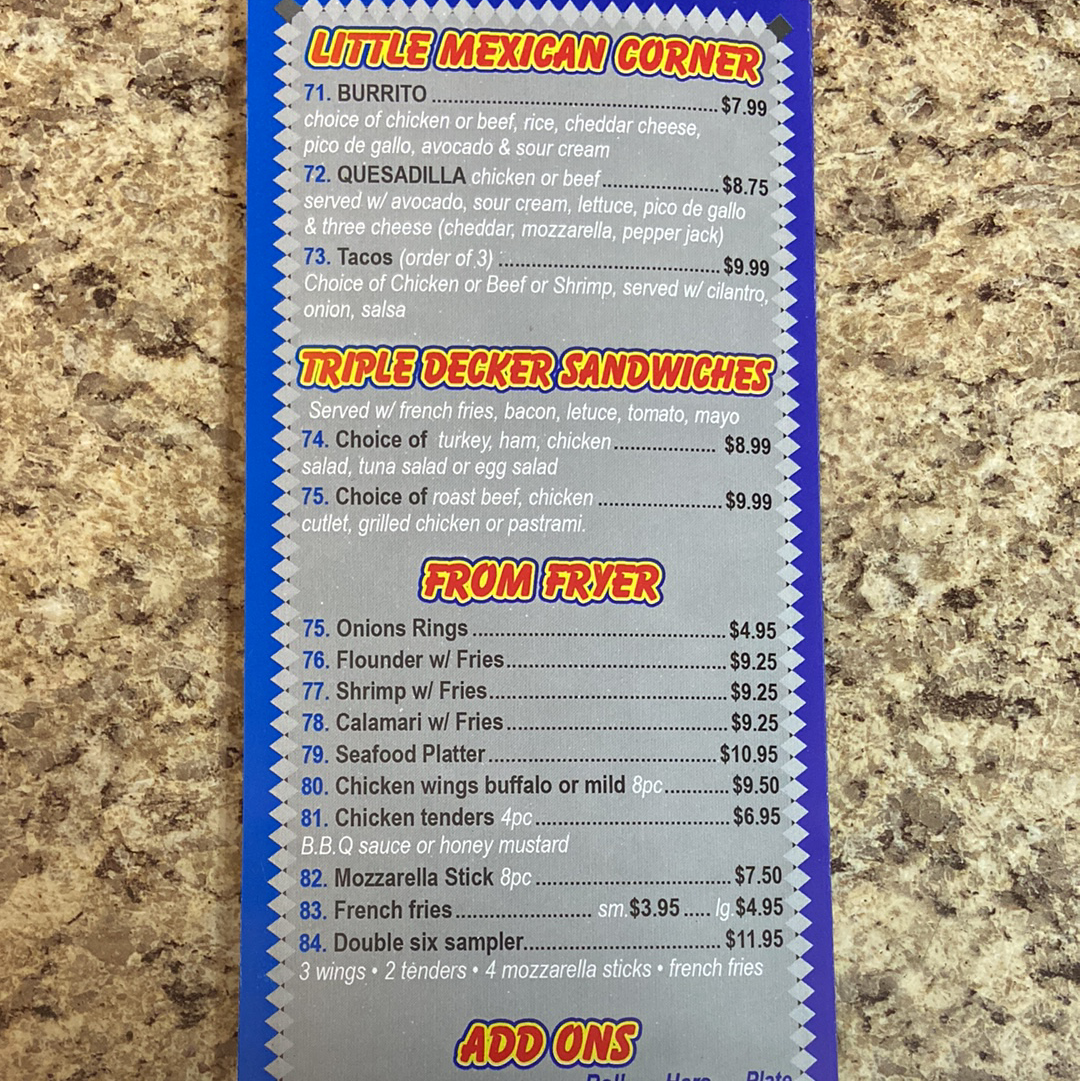 LITTLE MEXICAN CORNER
71. BURRITO ........................................ $7.99
choice of chicken or beef, rice, cheddar cheese,
pico de gallo, avocado & sour cream
72. QUESADILLA chicken or beef ................ $8.75
served w/ avocado, sour cream, lettuce, pico de gallo
& three cheese (cheddar, mozzarella, pepper jack)
73. Tacos (order of 3) ................................ $9.99
Choice of Chicken or Beef or Shrimp, served w/ cilantro,
onion, salsa
TRIPLE DECKER SANDWICHES
Served w/ french fries, bacon, letuce, tomato, mayo
74. Choice of turkey, ham, chicken ............... $8.99
salad, tuna salad or egg salad
75. Choice of roast beef, chicken .................. $9.99
cutlet, grilled chicken or pastrami.
FROM FRYER
75. Onions Rings ..................................... $4.95
76. Flounder w/ Fries ................................ $9.25
77. Shrimp w/ Fries ................................... $9.25
78. Calamari w/ Fries ................................ $9.25
79. Seafood Platter ................................... $10.95
80. Chicken wings buffalo or mild 8pc .......... $9.50
81. Chicken tenders 4pc ............................ $6.95
B.B.Q sauce or honey mustard
82. Mozzarella Stick 8pc ............................ $7.50
83. French fries ..................... sm. $3.95 ..... lg. $4.95
84. Double six sampler .............................. $11.95
3 wings • 2 tenders • 4 mozzarella sticks • french fries
ADD ONS
Roll Hero Plate